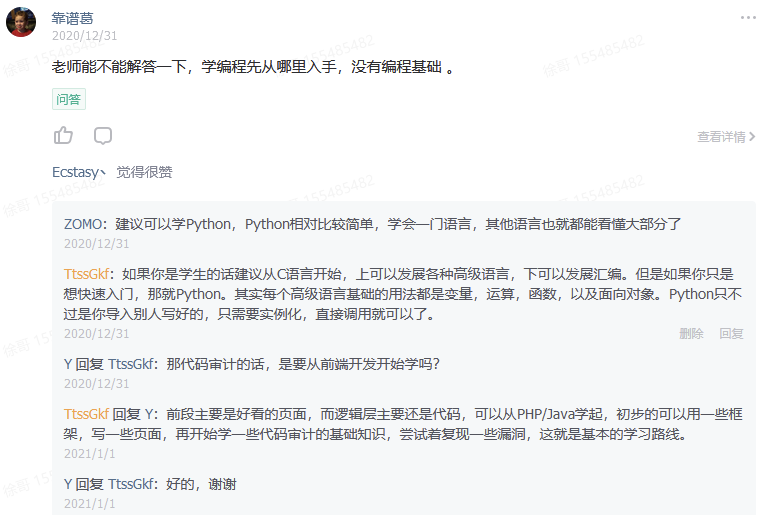 靠谱葛
2020/12/31
老师能不能解答一下，学编程先从哪里入手，没有编程基础 。
问答
查看详情
Ecstasy丶 觉得很赞
ZOMO：建议可以学Python，Python相对比较简单，学会一门语言，其他语言也就都能看懂大部分了
2020/12/31
TtssGkf：如果你是学生的话建议从C语言开始，上可以发展各种高级语言，下可以发展汇编。但是如果你只是
想快速入门，那就Python。其实每个高级语言基础的用法都是变量，运算，函数，以及面向对象。Python只不
过是你导入别人写好的，只需要实例化，直接调用就可以了。
2020/12/31 删除 回复
Y 回复 TtssGkf：那代码审计的话，是要从前端开发开始学吗？
2020/12/31
TtssGkf 回复 Y：前段主要是好看的页面，而逻辑层主要还是代码，可以从PHP/Java学起，初步的可以用一些框
架，写一些页面，再开始学一些代码审计的基础知识，尝试着复现一些漏洞，这就是基本的学习路线。
2021/1/1
Y 回复 TtssGkf：好的，谢谢
2021/1/1
徐哥 155485482